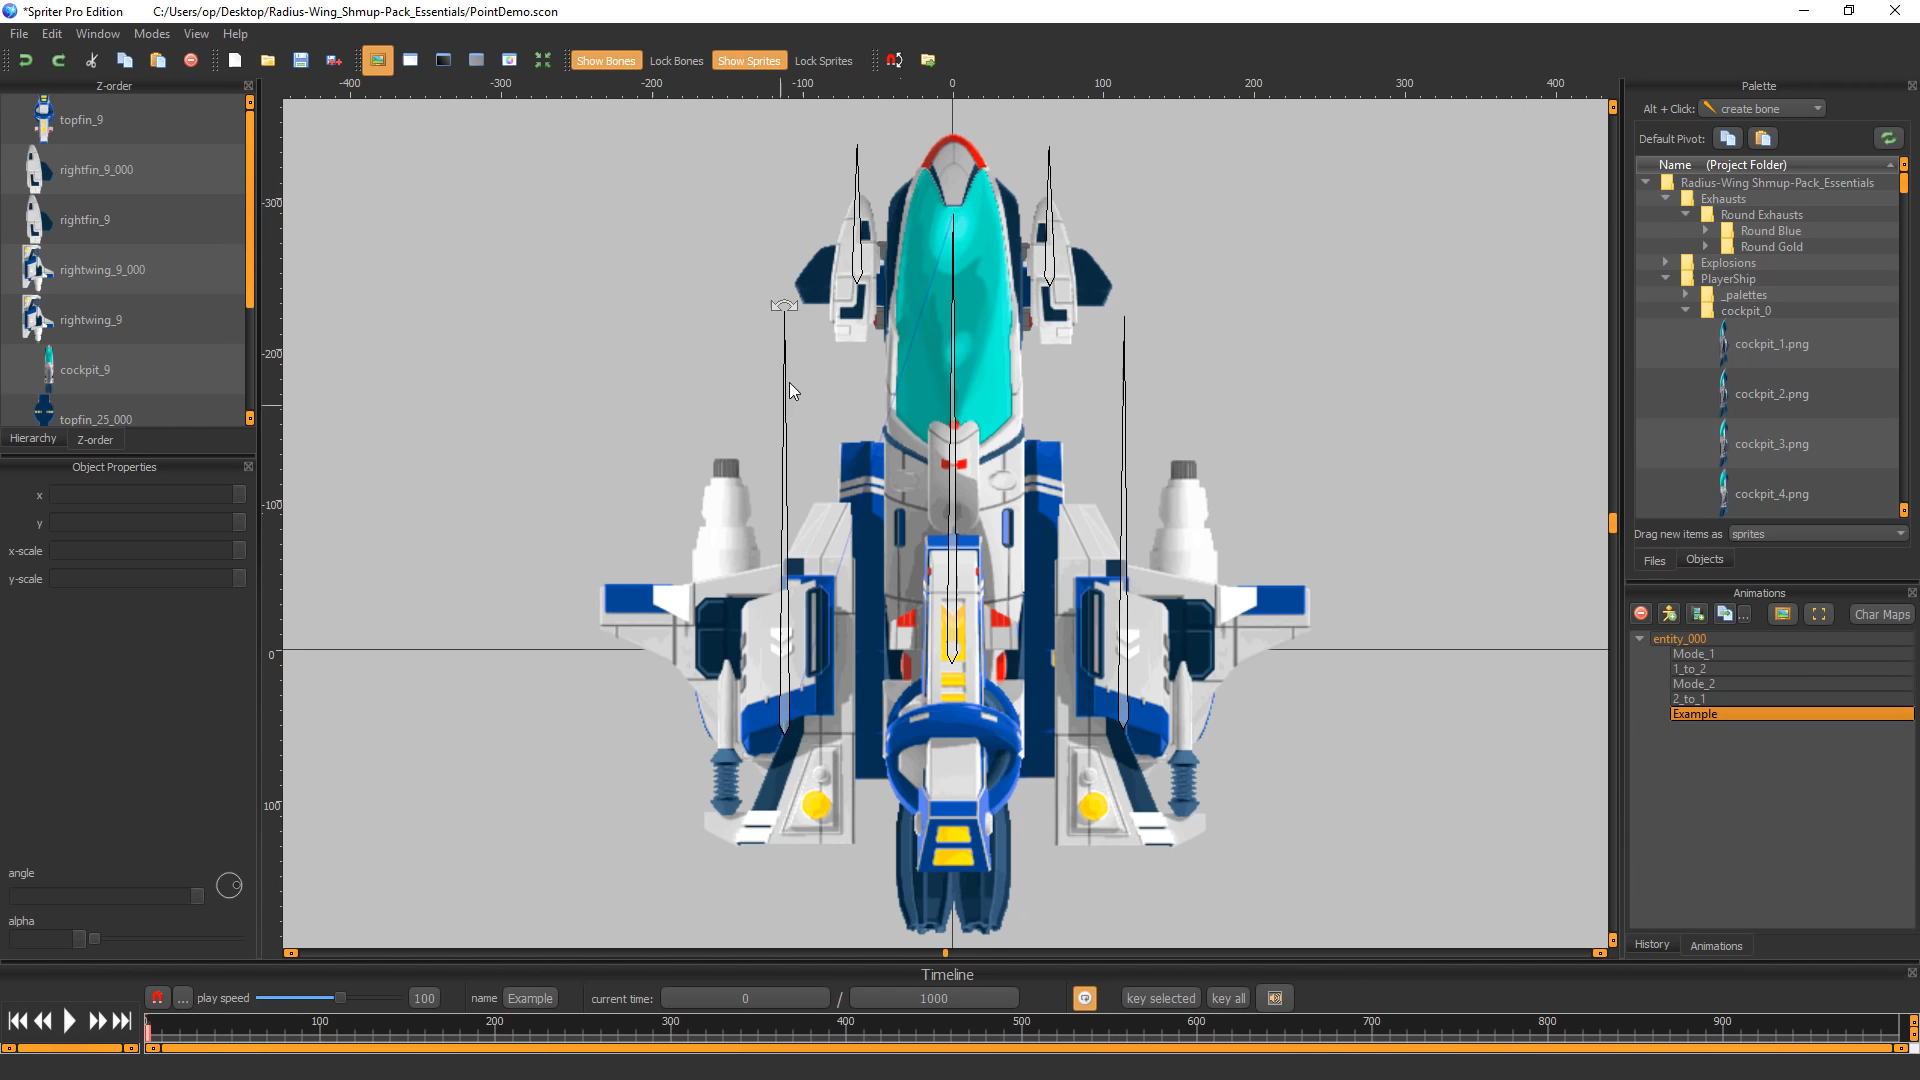 *Spriter Pro Edition C:/Users/op/Desktop/Radius-Wing_Shmup-Pack_Essentials/PointDemo.scon
File Edit Window Modes View Help
Show Bones Lock Bones Show Sprites Lock Sprites
Z-order
topfin_9
rightfin_9_000
rightfin_9
rightwing_9_000
rightwing_9
cockpit_9
topfin_25_000
Hierarchy Z-order
Object Properties
x
y
x-scale
y-scale
angle
alpha
-400 -300 -200 -100 0 100 200 300 400
-300
-200
-100
0
100
Palette
Alt + Click: create bone
Default Pivot:
Name (Project Folder)
Radius-Wing Shmup-Pack_Essentials
Exhausts
Round Exhausts
Round Blue
Round Gold
Explosions
PlayerShip
_palettes
cockpit_0
cockpit_1.png
cockpit_2.png
cockpit_3.png
cockpit_4.png
Drag new items as sprites
Files Objects
Animations
... Char Maps
entity_000
Mode_1
1_to_2
Mode_2
2_to_1
Example
History Animations
Timeline
... play speed 100 name Example current time: 0 / 1000 key selected key all
100 200 300 400 500 600 700 800 900